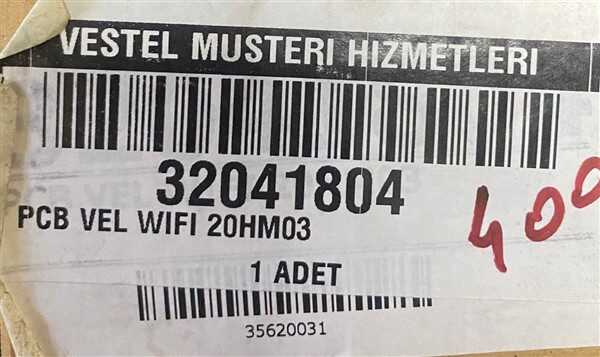 VESTEL MUSTERI HIZMETLERI
32041804
PCB VEL WIFI 20HM03
400
1 ADET
35620031